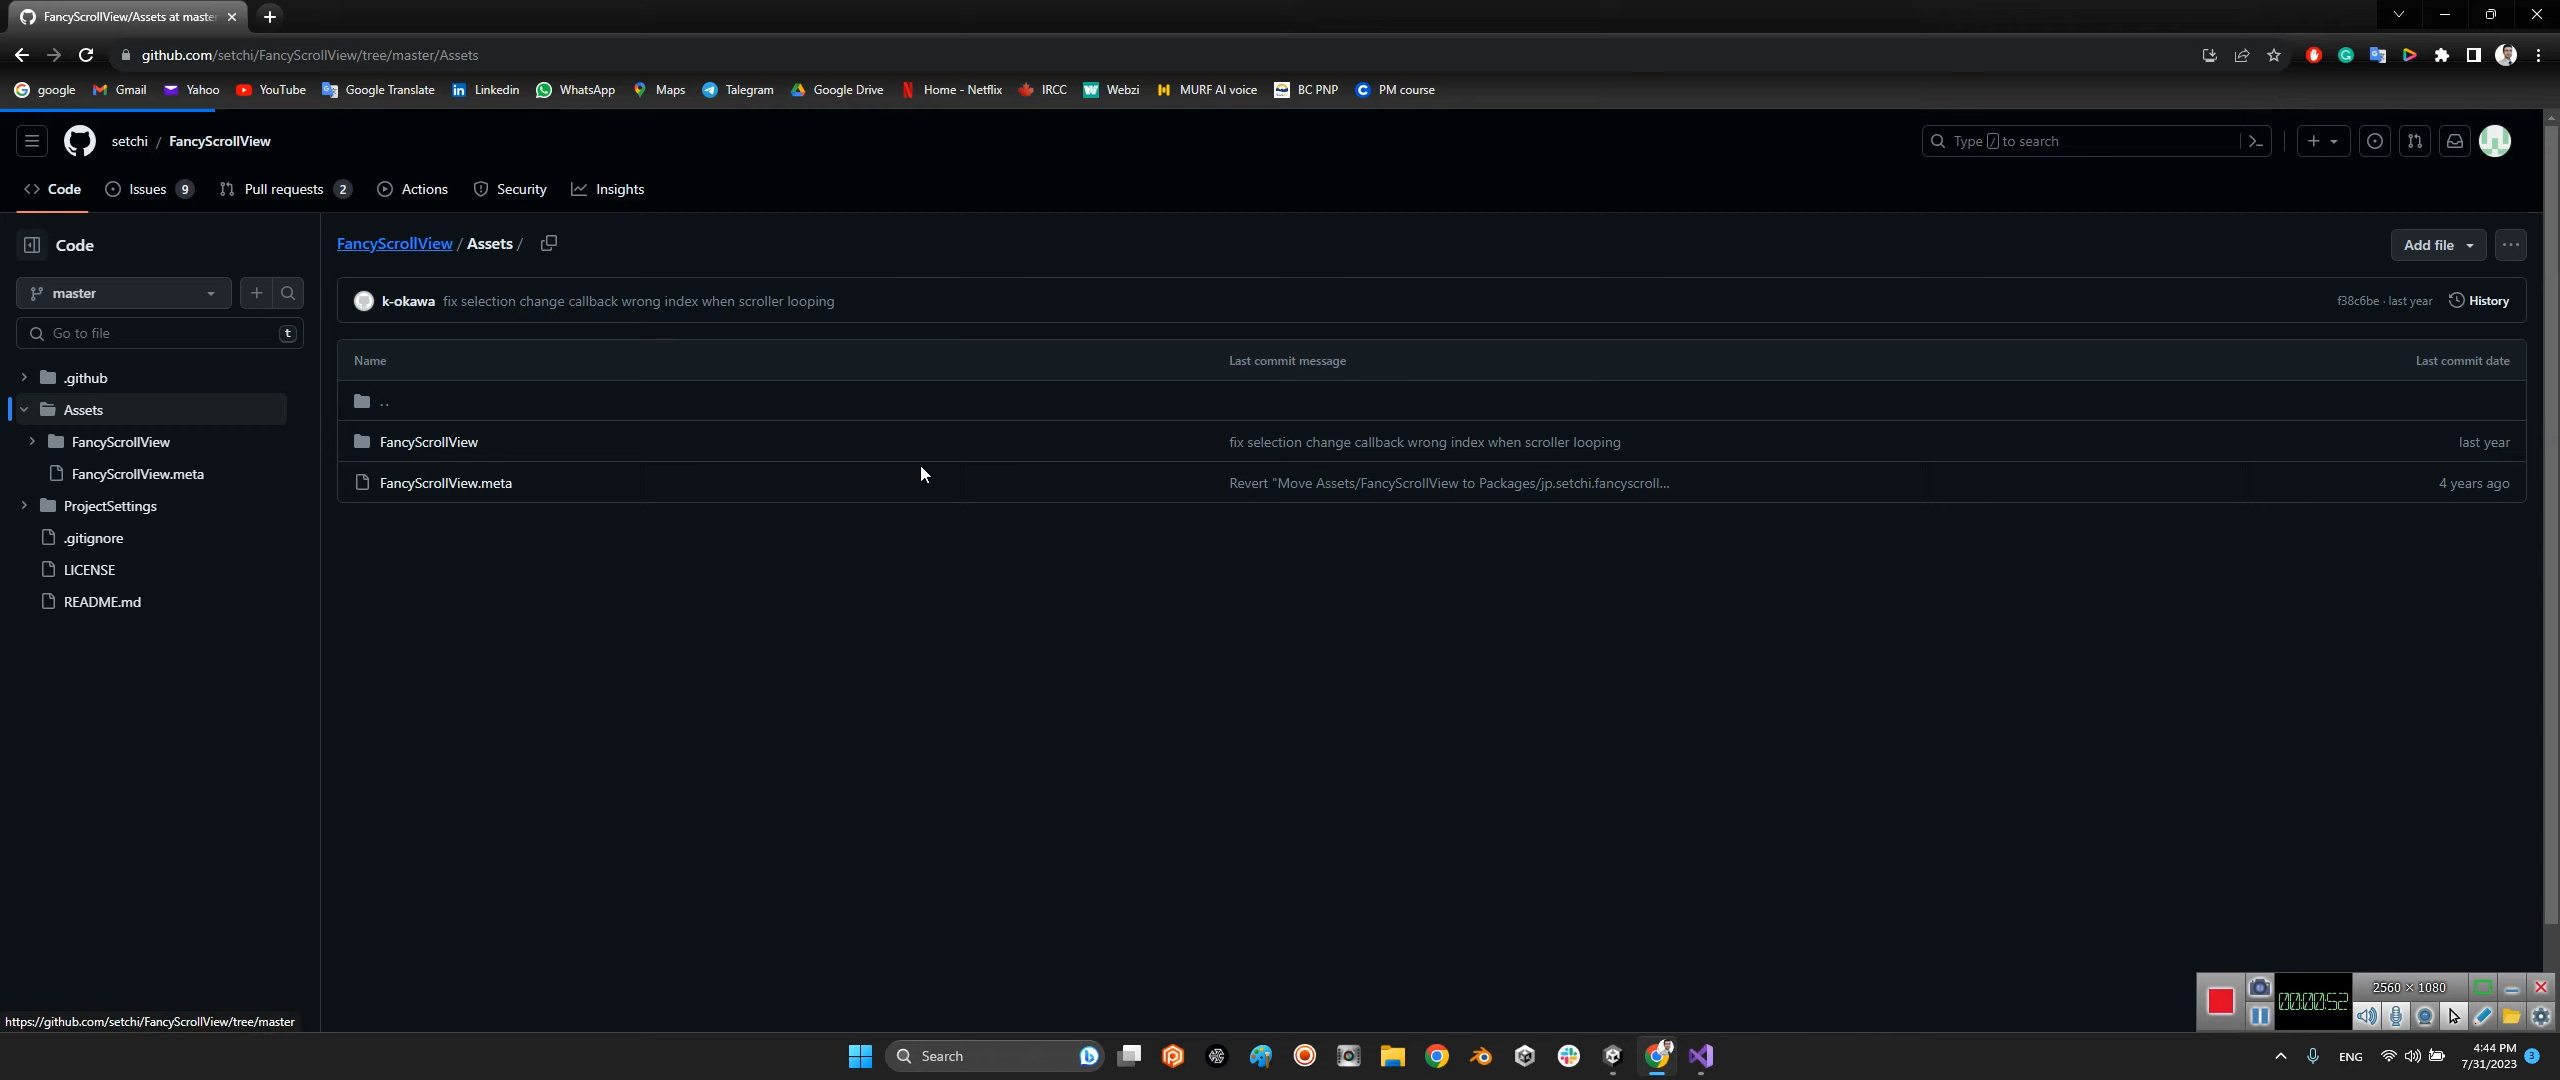 FancyScrollView/Assets at master
github.com/setchi/FancyScrollView/tree/master/Assets
google Gmail Yahoo YouTube Google Translate Linkedin WhatsApp Maps Talegram Google Drive Home - Netflix IRCC Webzi MURF AI voice BC PNP PM course
setchi / FancyScrollView
Type / to search
Code Issues 9 Pull requests 2 Actions Security Insights
Code
master
Go to file t
.github
Assets
FancyScrollView
FancyScrollView.meta
ProjectSettings
.gitignore
LICENSE
README.md
FancyScrollView / Assets /
Add file
k-okawa fix selection change callback wrong index when scroller looping
f38c6be · last year History
Name Last commit message Last commit date
..
FancyScrollView fix selection change callback wrong index when scroller looping last year
FancyScrollView.meta Revert "Move Assets/FancyScrollView to Packages/jp.setchi.fancyscroll... 4 years ago
https://github.com/setchi/FancyScrollView/tree/master
00:00:52
2560 × 1080
Search
ENG
4:44 PM
7/31/2023
3